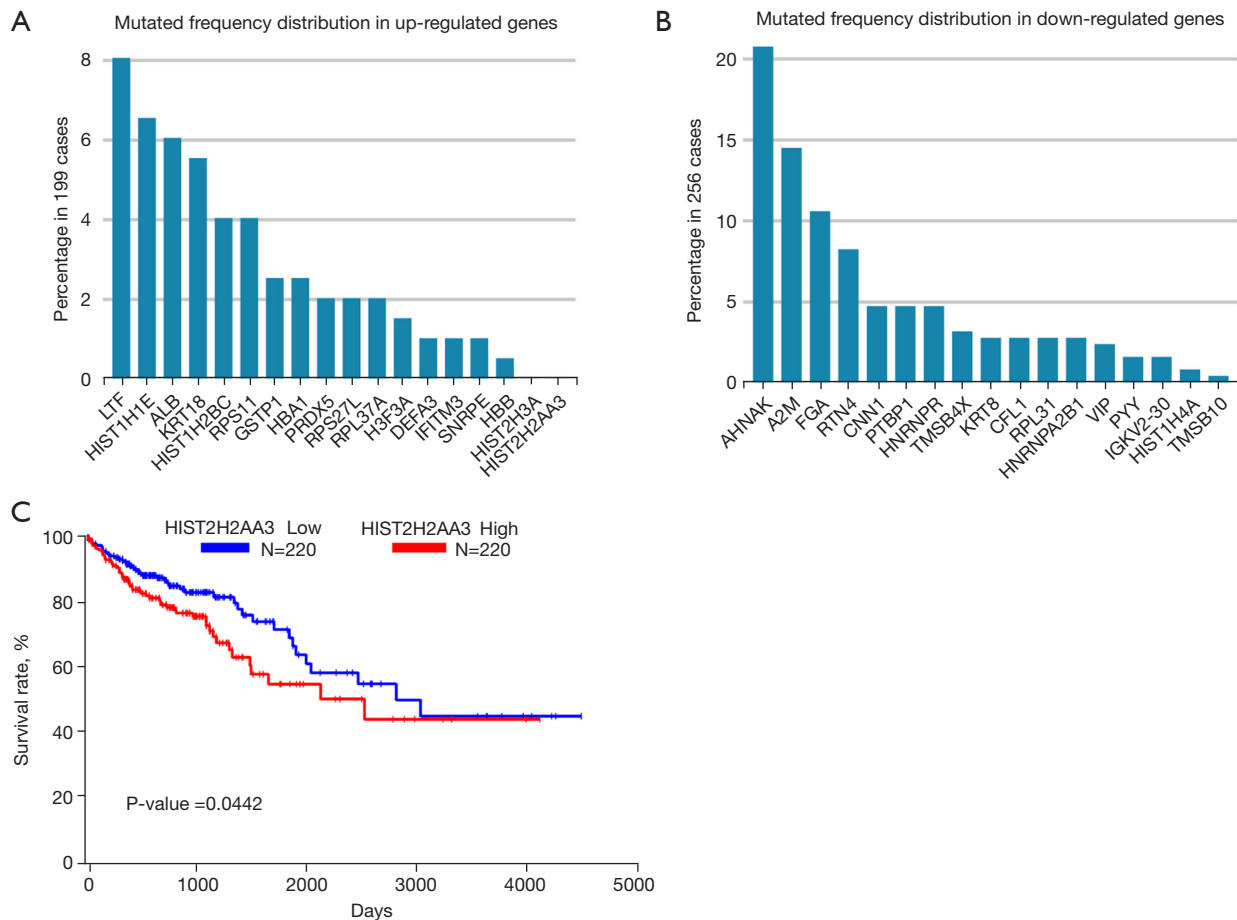 A
Mutated frequency distribution in up-regulated genes
Percentage in 199 cases
8
6
4
2
0
LTF
HIST1H1E
ALB
KRT18
HIST1H2BC
RPS11
GSTP1
HBA1
PRDX5
RPS27L
RPL37A
H3F3A
DEFA3
IFITM3
SNRPE
HBB
HIST2H3A
HIST2H2AA3
B
Mutated frequency distribution in down-regulated genes
Percentage in 256 cases
20
15
10
5
0
AHNAK
A2M
FGA
RTN4
CNN1
PTBP1
HNRNPR
TMSB4X
KRT8
CFL1
RPL31
HNRNPA2B1
VIP
PYY
IGKV2-30
HIST1H4A
TMSB10
C
HIST2H2AA3 Low
N=220
HIST2H2AA3 High
N=220
Survival rate, %
100
80
60
40
20
0
P-value =0.0442
0 1000 2000 3000 4000 5000
Days